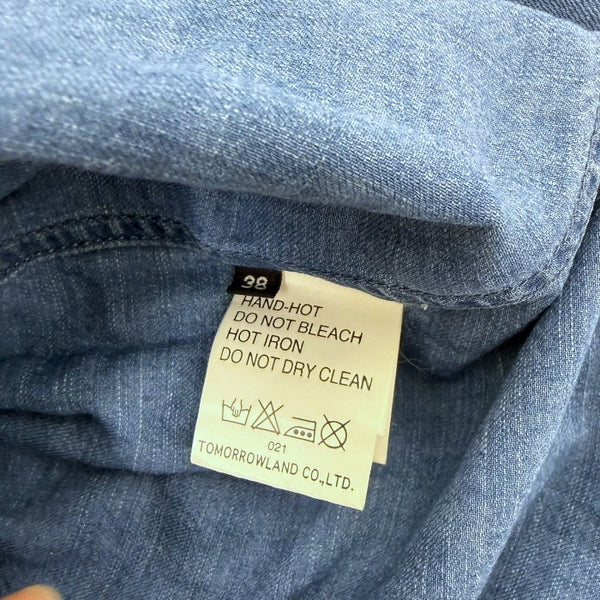 38
HAND-HOT
DO NOT BLEACH
HOT IRON
DO NOT DRY CLEAN
021
TOMORROWLAND CO.,LTD.